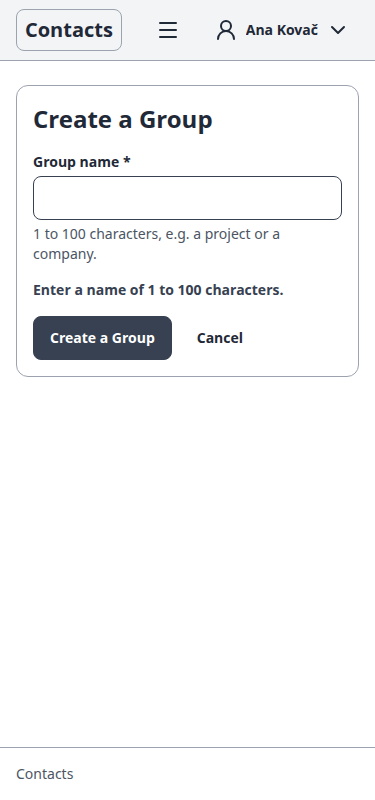 Contacts
Ana Kovač
Create a Group
Group name *
1 to 100 characters, e.g. a project or a
company.
Enter a name of 1 to 100 characters.
Create a Group
Cancel
Contacts